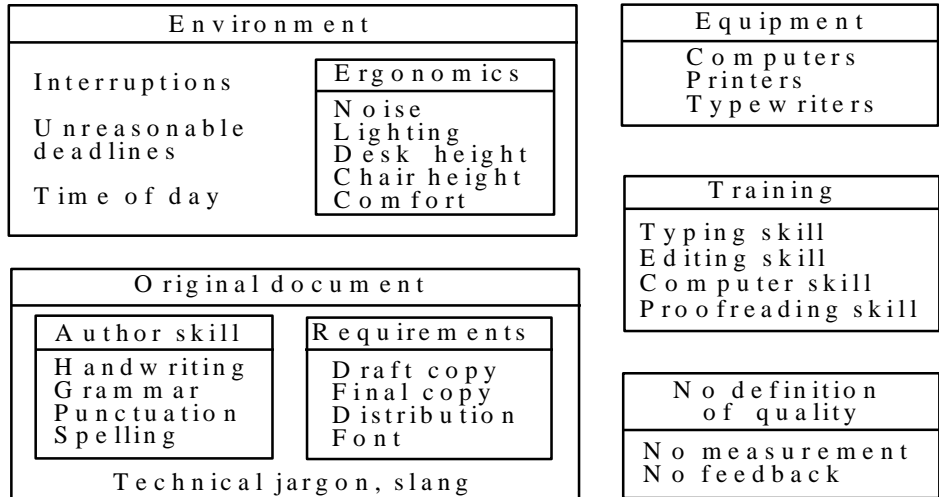 Environment
Interruptions
Unreasonable
deadlines
Time of day
Ergonomics
Noise
Lighting
Desk height
Chair height
Comfort
Original document
Author skill
Handwriting
Grammar
Punctuation
Spelling
Requirements
Draft copy
Final copy
Distribution
Font
Technical jargon, slang
Equipment
Computers
Printers
Typewriters
Training
Typing skill
Editing skill
Computer skill
Proofreading skill
No definition
of quality
No measurement
No feedback